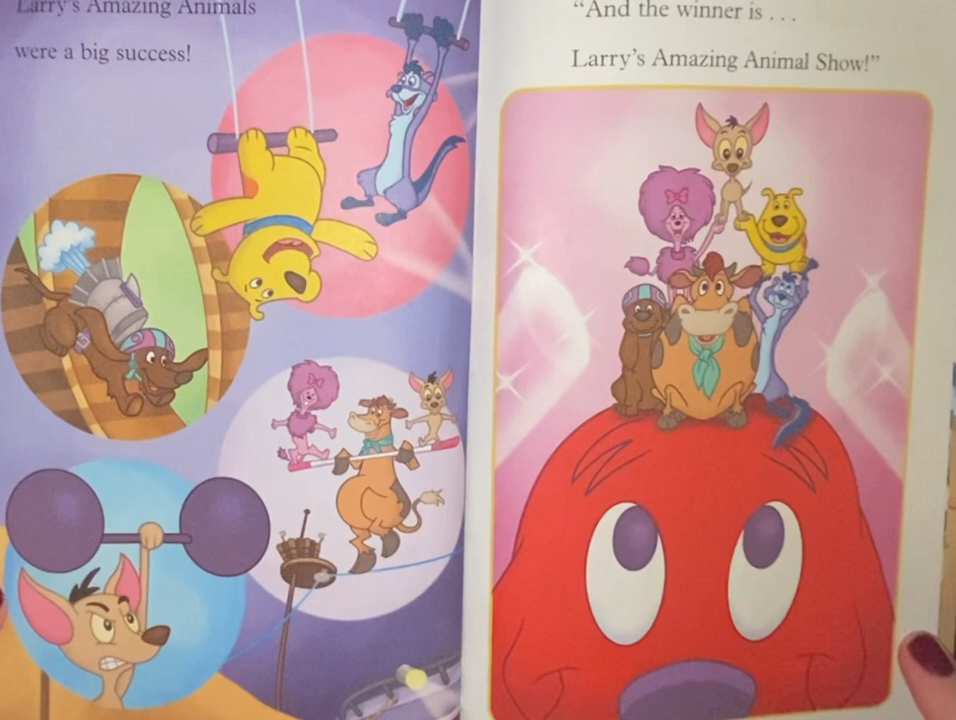 Larry's Amazing Animals
were a big success!
"And the winner is . . .
Larry's Amazing Animal Show!"